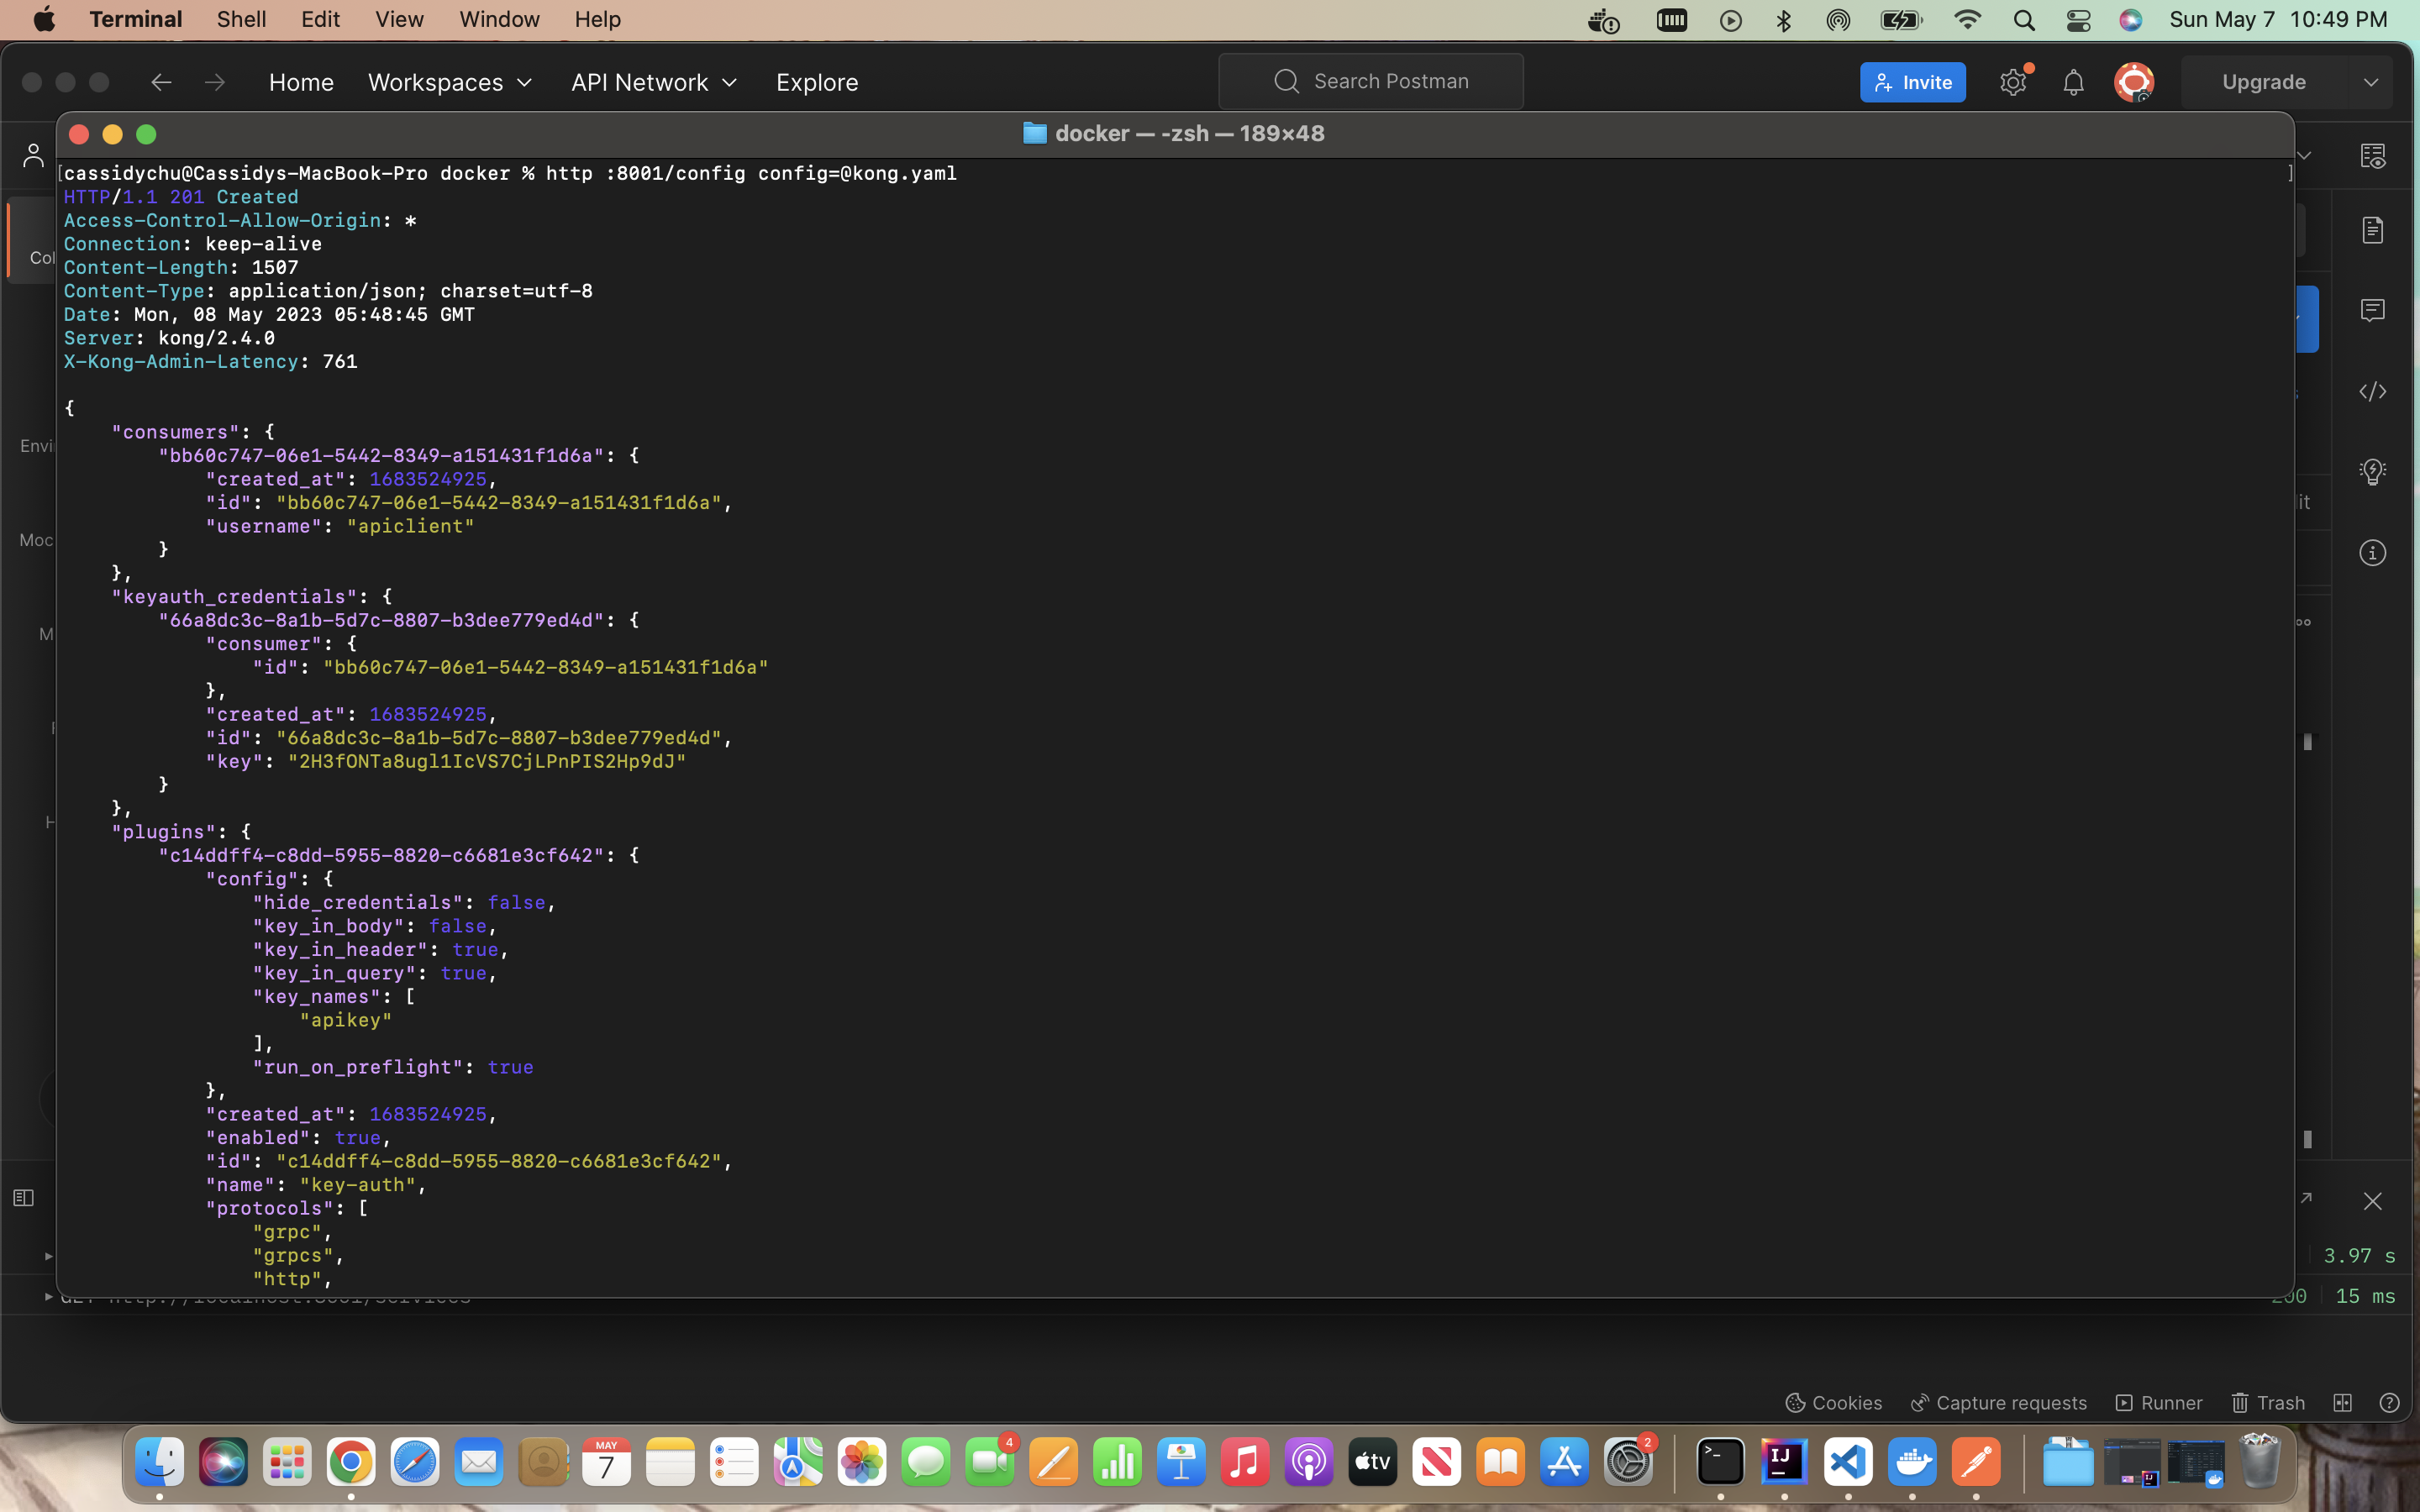 Terminal Shell Edit View Window Help Sun May 7 10:49 PM
Home Workspaces API Network Explore Search Postman Invite Upgrade
docker — -zsh — 189×48
[cassidychu@Cassidys-MacBook-Pro docker % http :8001/config config=@kong.yaml ]
HTTP/1.1 201 Created
Access-Control-Allow-Origin: *
Connection: keep-alive
Content-Length: 1507
Content-Type: application/json; charset=utf-8
Date: Mon, 08 May 2023 05:48:45 GMT
Server: kong/2.4.0
X-Kong-Admin-Latency: 761
{
"consumers": {
"bb60c747-06e1-5442-8349-a151431f1d6a": {
"created_at": 1683524925,
"id": "bb60c747-06e1-5442-8349-a151431f1d6a",
"username": "apiclient"
}
},
"keyauth_credentials": {
"66a8dc3c-8a1b-5d7c-8807-b3dee779ed4d": {
"consumer": {
"id": "bb60c747-06e1-5442-8349-a151431f1d6a"
},
"created_at": 1683524925,
"id": "66a8dc3c-8a1b-5d7c-8807-b3dee779ed4d",
"key": "2H3fONTa8ugl1IcVS7CjLPnPIS2Hp9dJ"
}
},
"plugins": {
"c14ddff4-c8dd-5955-8820-c6681e3cf642": {
"config": {
"hide_credentials": false,
"key_in_body": false,
"key_in_header": true,
"key_in_query": true,
"key_names": [
"apikey"
],
"run_on_preflight": true
},
"created_at": 1683524925,
"enabled": true,
"id": "c14ddff4-c8dd-5955-8820-c6681e3cf642",
"name": "key-auth",
"protocols": [
"grpc",
"grpcs",
"http",
Col
Envi
Moc
M
H
it
3.97 s
200 15 ms
Cookies Capture requests Runner Trash
4
MAY
7
tv
2
>_
IJ